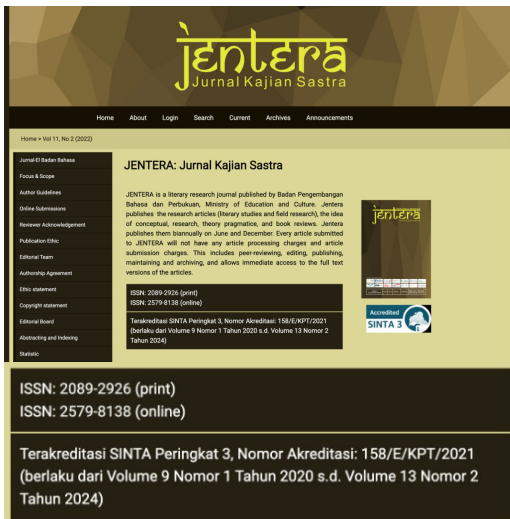 jentera
Jurnal Kajian Sastra
Home About Login Search Current Archives Announcements
Home > Vol 11, No 2 (2022)
Jurnal-El Badan Bahasa
Focus & Scope
Author Guidelines
Online Submissions
Reviewer Acknowledgement
Publication Ethic
Editorial Team
Authorship Agreement
Ethic statement
Copyright statement
Editorial Board
Abstracting and Indexing
Statistic
JENTERA: Jurnal Kajian Sastra
JENTERA is a literary research journal published by Badan Pengembangan
Bahasa dan Perbukuan, Ministry of Education and Culture. Jentera
publishes the research articles (literary studies and field research), the idea
of conceptual, research, theory pragmatice, and book reviews. Jentera
publishes them biannually on June and December. Every article submitted
to JENTERA will not have any article processing charges and article
submission charges. This includes peer-reviewing, editing, publishing,
maintaining and archiving, and allows immediate access to the full text
versions of the articles.
ISSN: 2089-2926 (print)
ISSN: 2579-8138 (online)
Terakreditasi SINTA Peringkat 3, Nomor Akreditasi: 158/E/KPT/2021
(berlaku dari Volume 9 Nomor 1 Tahun 2020 s.d. Volume 13 Nomor 2
Tahun 2024)
jentera
Accredited
SINTA 3
ISSN: 2089-2926 (print)
ISSN: 2579-8138 (online)
Terakreditasi SINTA Peringkat 3, Nomor Akreditasi: 158/E/KPT/2021
(berlaku dari Volume 9 Nomor 1 Tahun 2020 s.d. Volume 13 Nomor 2
Tahun 2024)